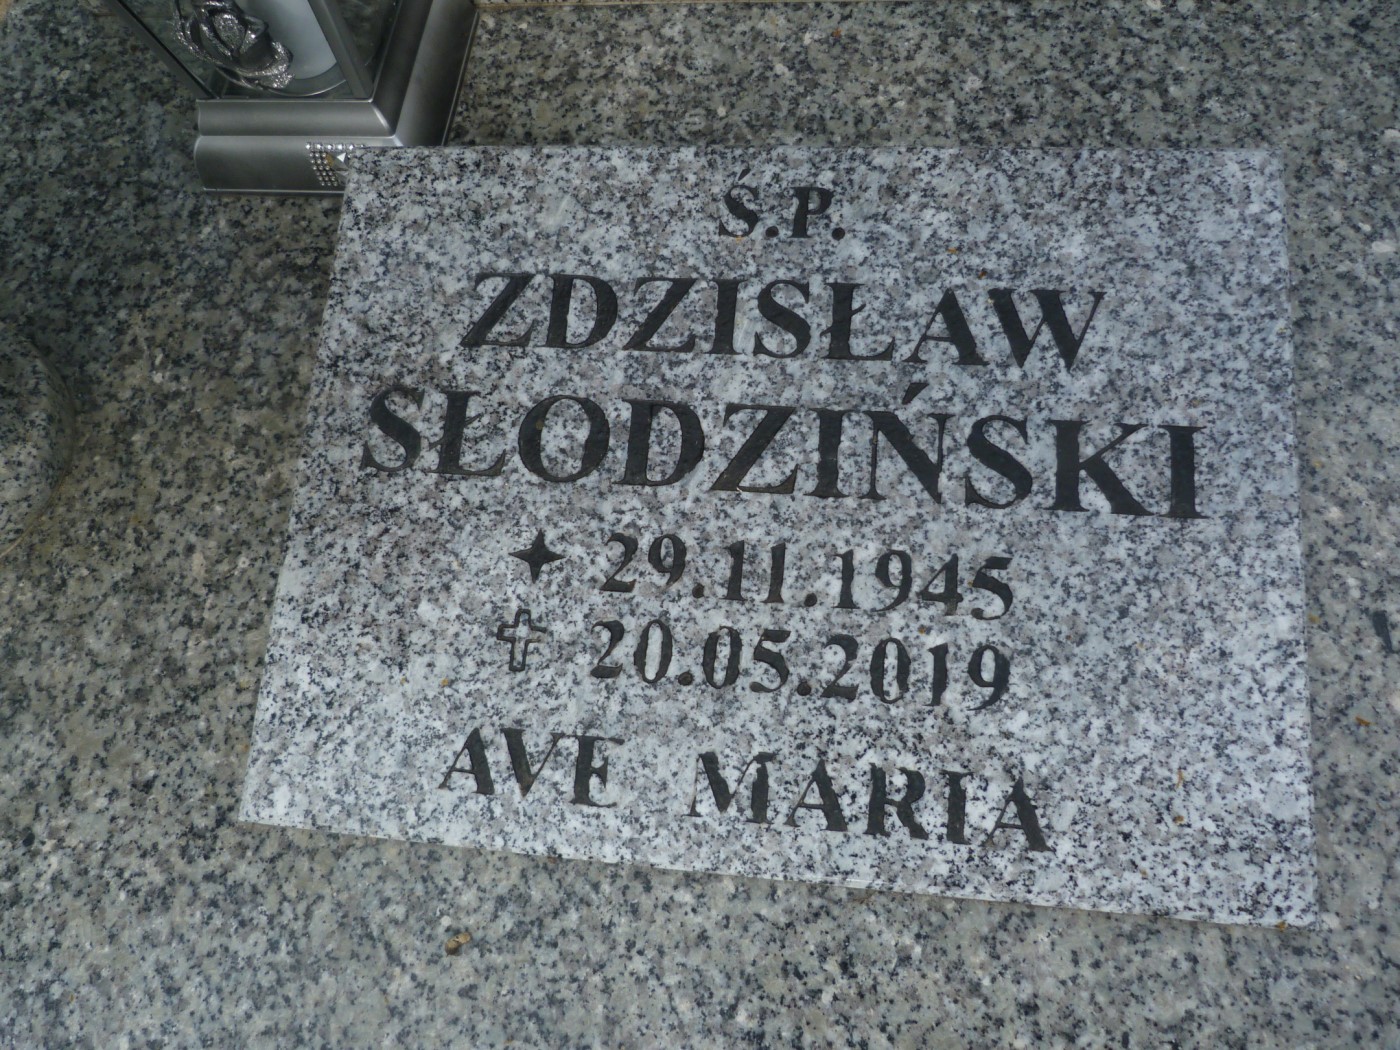 Ś.P.
ZDZISŁAW
SŁODZIŃSKI
✦ 29.11.1945
✝ 20.05.2019
AVE MARIA